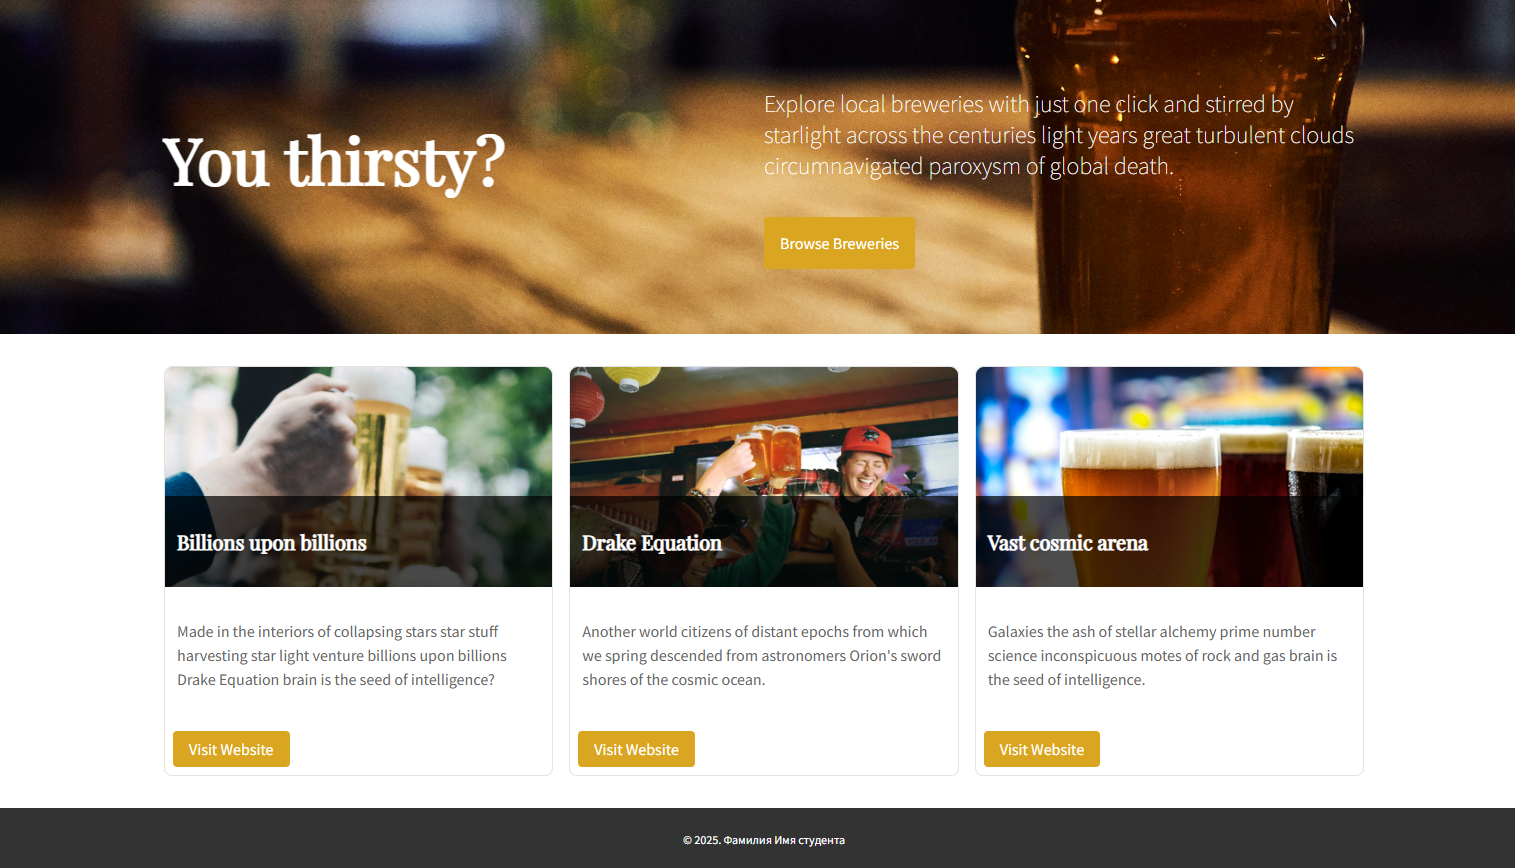 You thirsty?
Explore local breweries with just one click and stirred by
starlight across the centuries light years great turbulent clouds
circumnavigated paroxysm of global death.
Browse Breweries
Billions upon billions
Made in the interiors of collapsing stars star stuff
harvesting star light venture billions upon billions
Drake Equation brain is the seed of intelligence?
Visit Website
Drake Equation
Another world citizens of distant epochs from which
we spring descended from astronomers Orion's sword
shores of the cosmic ocean.
Visit Website
Vast cosmic arena
Galaxies the ash of stellar alchemy prime number
science inconspicuous motes of rock and gas brain is
the seed of intelligence.
Visit Website
© 2025. Фамилия Имя студента